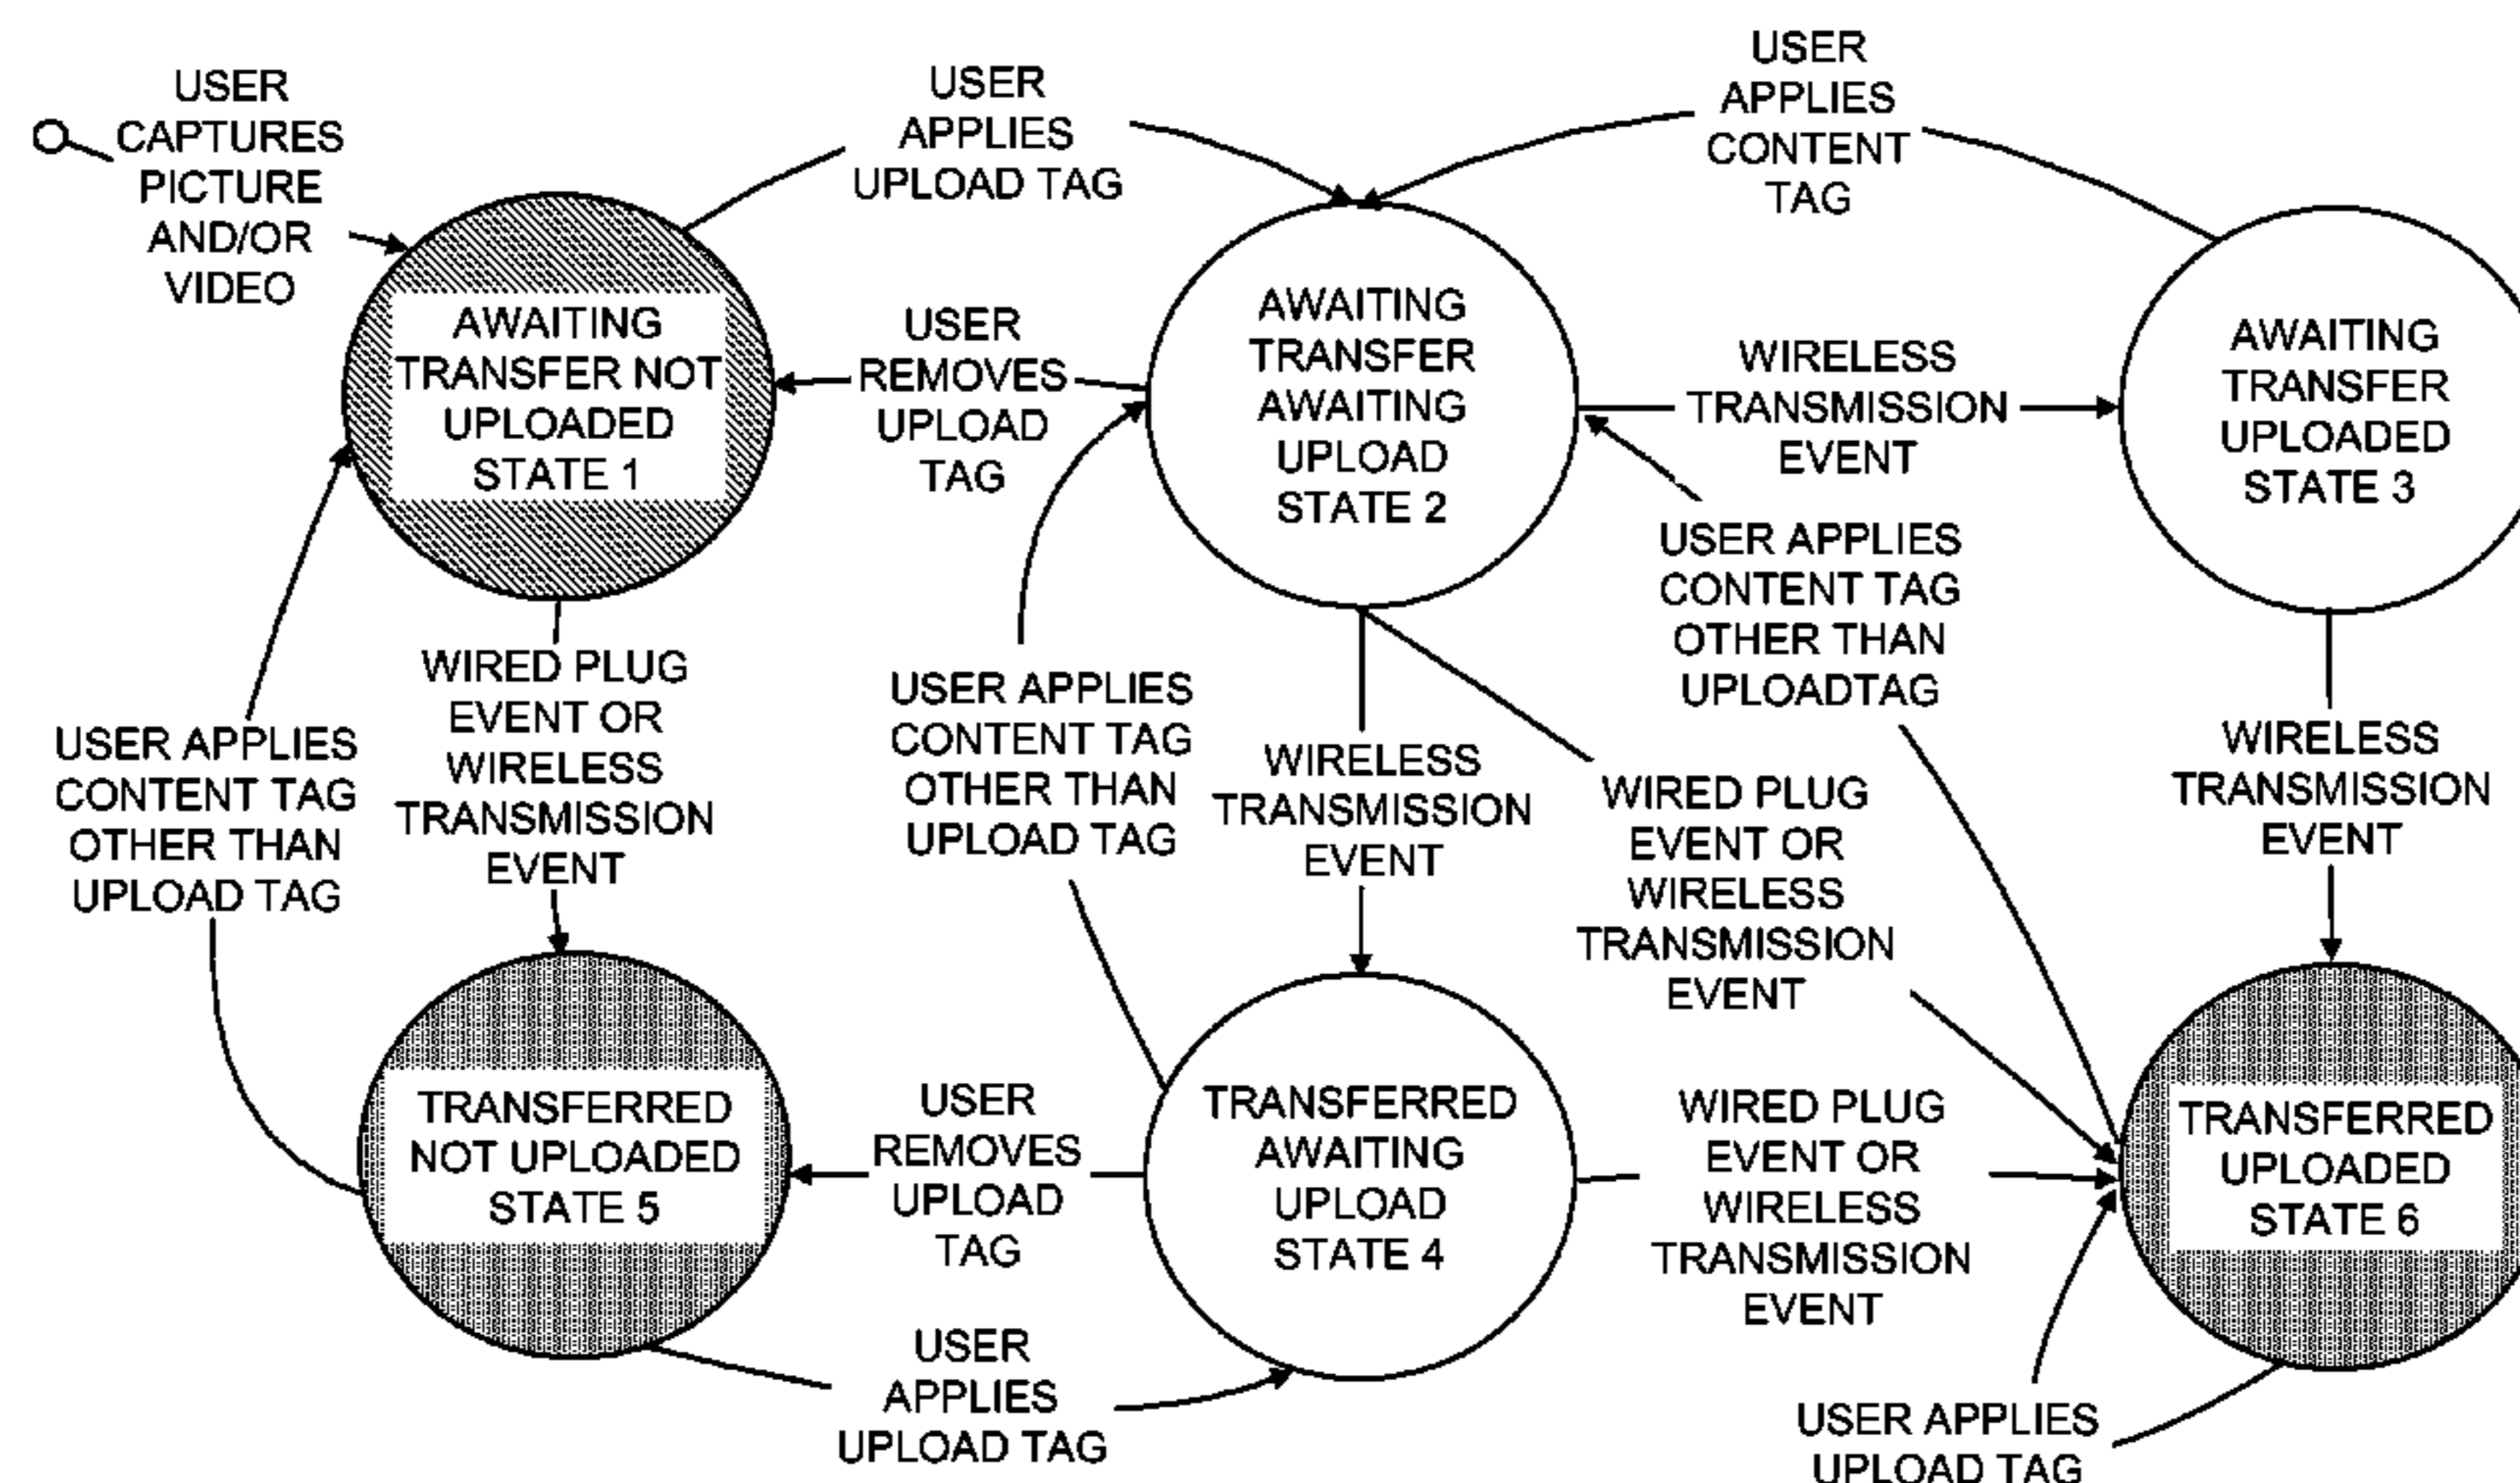 USER
CAPTURES
PICTURE
AND/OR
VIDEO
USER
APPLIES
UPLOAD TAG
USER
APPLIES
CONTENT
TAG
AWAITING
TRANSFER NOT
UPLOADED
STATE 1
USER
REMOVES
UPLOAD
TAG
AWAITING
TRANSFER
AWAITING
UPLOAD
STATE 2
WIRELESS
TRANSMISSION
EVENT
AWAITING
TRANSFER
UPLOADED
STATE 3
USER APPLIES
CONTENT TAG
OTHER THAN
UPLOAD TAG
WIRED PLUG
EVENT OR
WIRELESS
TRANSMISSION
EVENT
USER APPLIES
CONTENT TAG
OTHER THAN
UPLOAD TAG
WIRELESS
TRANSMISSION
EVENT
USER APPLIES
CONTENT TAG
OTHER THAN
UPLOADTAG
WIRED PLUG
EVENT OR
WIRELESS
TRANSMISSION
EVENT
WIRELESS
TRANSMISSION
EVENT
TRANSFERRED
NOT UPLOADED
STATE 5
USER
REMOVES
UPLOAD
TAG
TRANSFERRED
AWAITING
UPLOAD
STATE 4
WIRED PLUG
EVENT OR
WIRELESS
TRANSMISSION
EVENT
TRANSFERRED
UPLOADED
STATE 6
USER
APPLIES
UPLOAD TAG
USER APPLIES
UPLOAD TAG